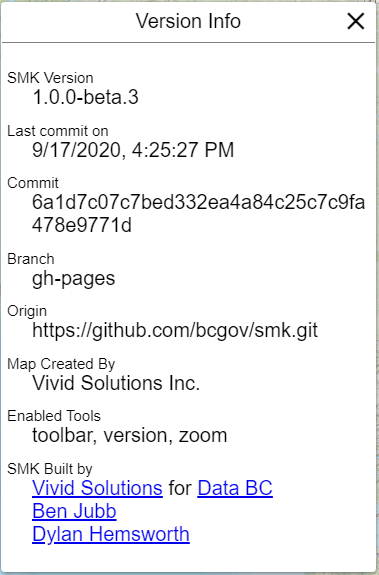 Version Info
SMK Version
1.0.0-beta.3
Last commit on
9/17/2020, 4:25:27 PM
Commit
6a1d7c07c7bed332ea4a84c25c7c9fa
478e9771d
Branch
gh-pages
Origin
https://github.com/bcgov/smk.git
Map Created By
Vivid Solutions Inc.
Enabled Tools
toolbar, version, zoom
SMK Built by
Vivid Solutions for Data BC
Ben Jubb
Dylan Hemsworth